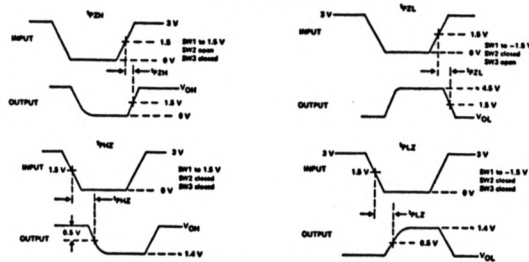 tPZH
INPUT
3 V
1.5
0 V
SW1 to 1.5 V
SW2 open
SW3 closed
tPZH
OUTPUT
VOH
1.5 V
0 V
tPZL
3 V
INPUT
1.5 V
0 V
SW1 to −1.5 V
SW2 closed
SW3 open
tPZL
OUTPUT
4.5 V
1.5 V
VOL
tPHZ
INPUT
1.5 V
3 V
0 V
SW1 to 1.5 V
SW2 closed
SW3 closed
tPHZ
OUTPUT
0.5 V
VOH
1.4 V
tPLZ
INPUT
3 V
1.5 V
0 V
SW1 to −1.5 V
SW2 closed
SW3 closed
tPLZ
OUTPUT
1.4 V
0.5 V
VOL